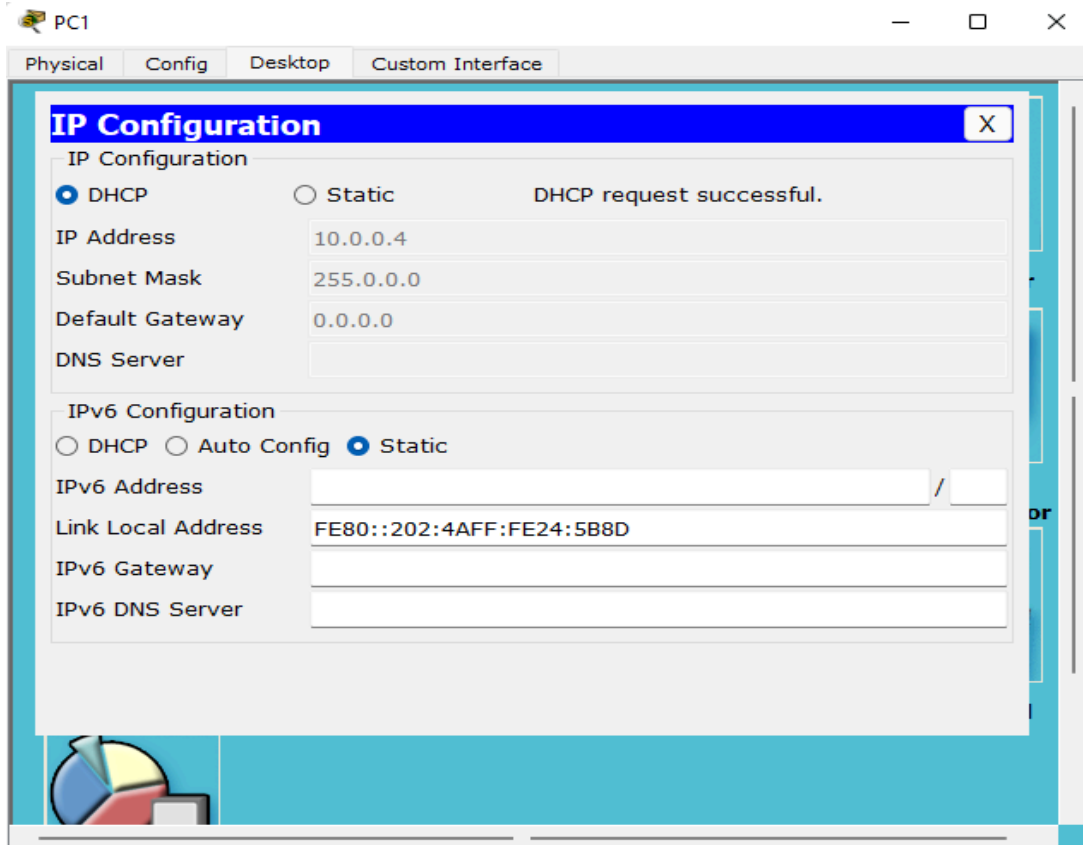 PC1
Physical Config Desktop Custom Interface
IP Configuration X
IP Configuration
DHCP Static DHCP request successful.
IP Address 10.0.0.4
Subnet Mask 255.0.0.0
Default Gateway 0.0.0.0
DNS Server
IPv6 Configuration
DHCP Auto Config Static
IPv6 Address /
Link Local Address FE80::202:4AFF:FE24:5B8D
IPv6 Gateway
IPv6 DNS Server
or